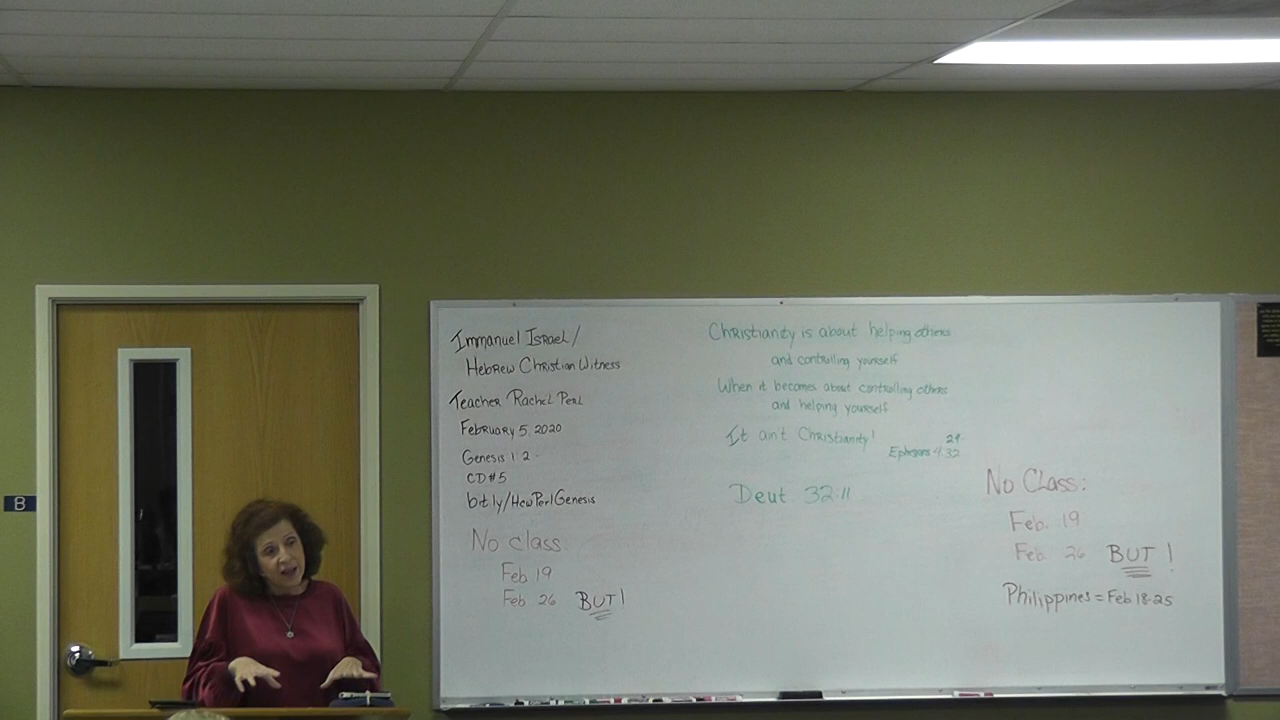 B
Immanuel Israel/
Hebrew Christian Witness
Teacher Rachel Perl
February 5, 2020
Genesis 1:2-
CD#5
bit.ly/HcwPerlGenesis
No class
Feb 19
Feb 26 BUT!
Christianity is about helping others
and controlling yourself
When it becomes about controlling others
and helping yourself
It ain't Christianity!
Ephesians 4:32
29-
Deut 32:11
No Class:
Feb. 19
Feb. 26 BUT!
Philippines = Feb 18-25